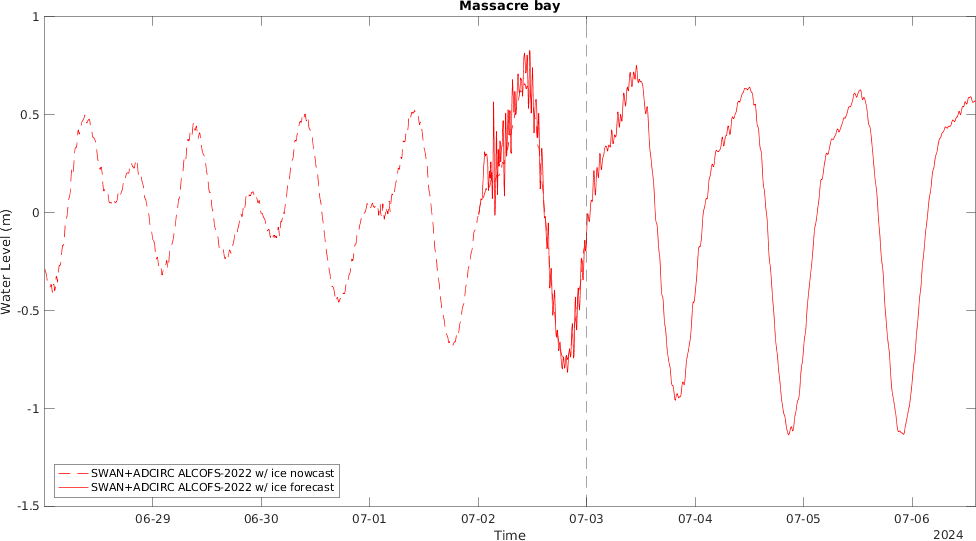 Massacre bay
1
0.5
0
-0.5
-1
-1.5
Water Level (m)
SWAN+ADCIRC ALCOFS-2022 w/ ice nowcast
SWAN+ADCIRC ALCOFS-2022 w/ ice forecast
06-29 06-30 07-01 07-02 07-03 07-04 07-05 07-06
Time
2024